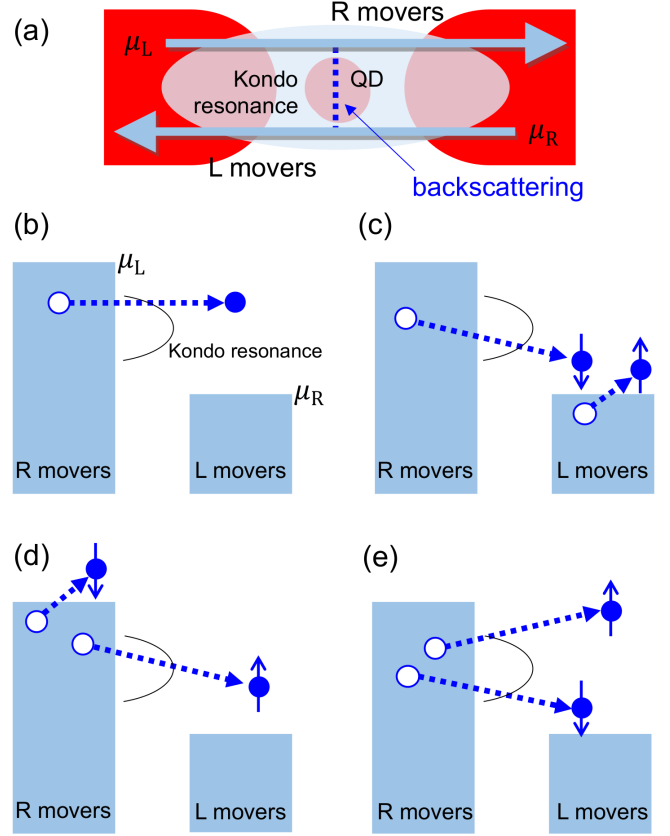 (a)
R movers
μL
Kondo
resonance
QD
μR
L movers
backscattering
(b)
μL
Kondo resonance
μR
R movers
L movers
(c)
R movers
L movers
(d)
R movers
L movers
(e)
R movers
L movers